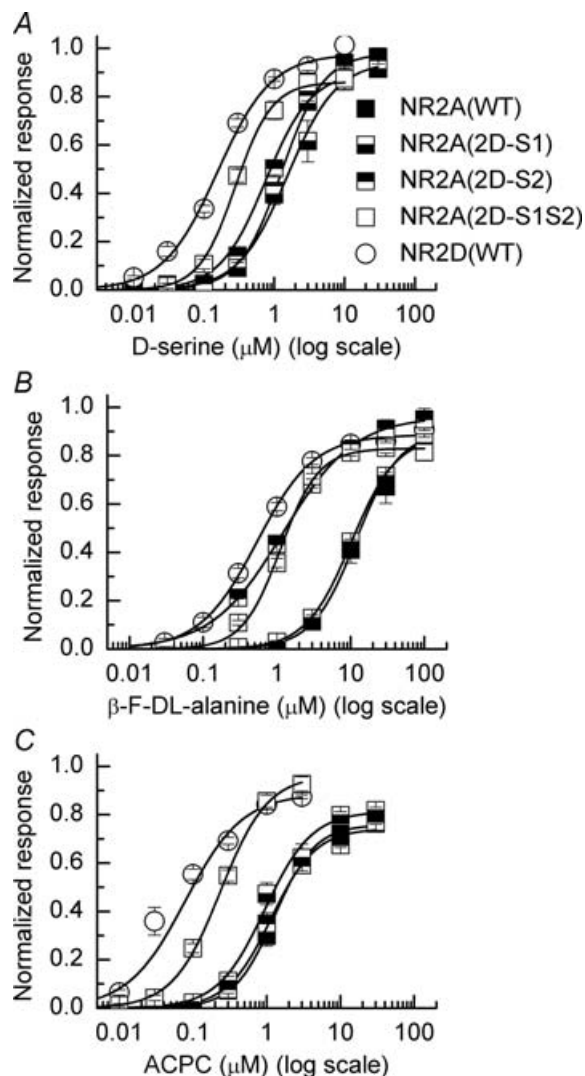 A
Normalized response
1.0
0.8
0.6
0.4
0.2
0.0
NR2A(WT)
NR2A(2D-S1)
NR2A(2D-S2)
NR2A(2D-S1S2)
NR2D(WT)
0.01 0.1 1 10 100
D-serine (μM) (log scale)
B
Normalized response
1.0
0.8
0.6
0.4
0.2
0.0
0.01 0.1 1 10 100
β-F-DL-alanine (μM) (log scale)
C
Normalized response
1.0
0.8
0.6
0.4
0.2
0.0
0.01 0.1 1 10 100
ACPC (μM) (log scale)